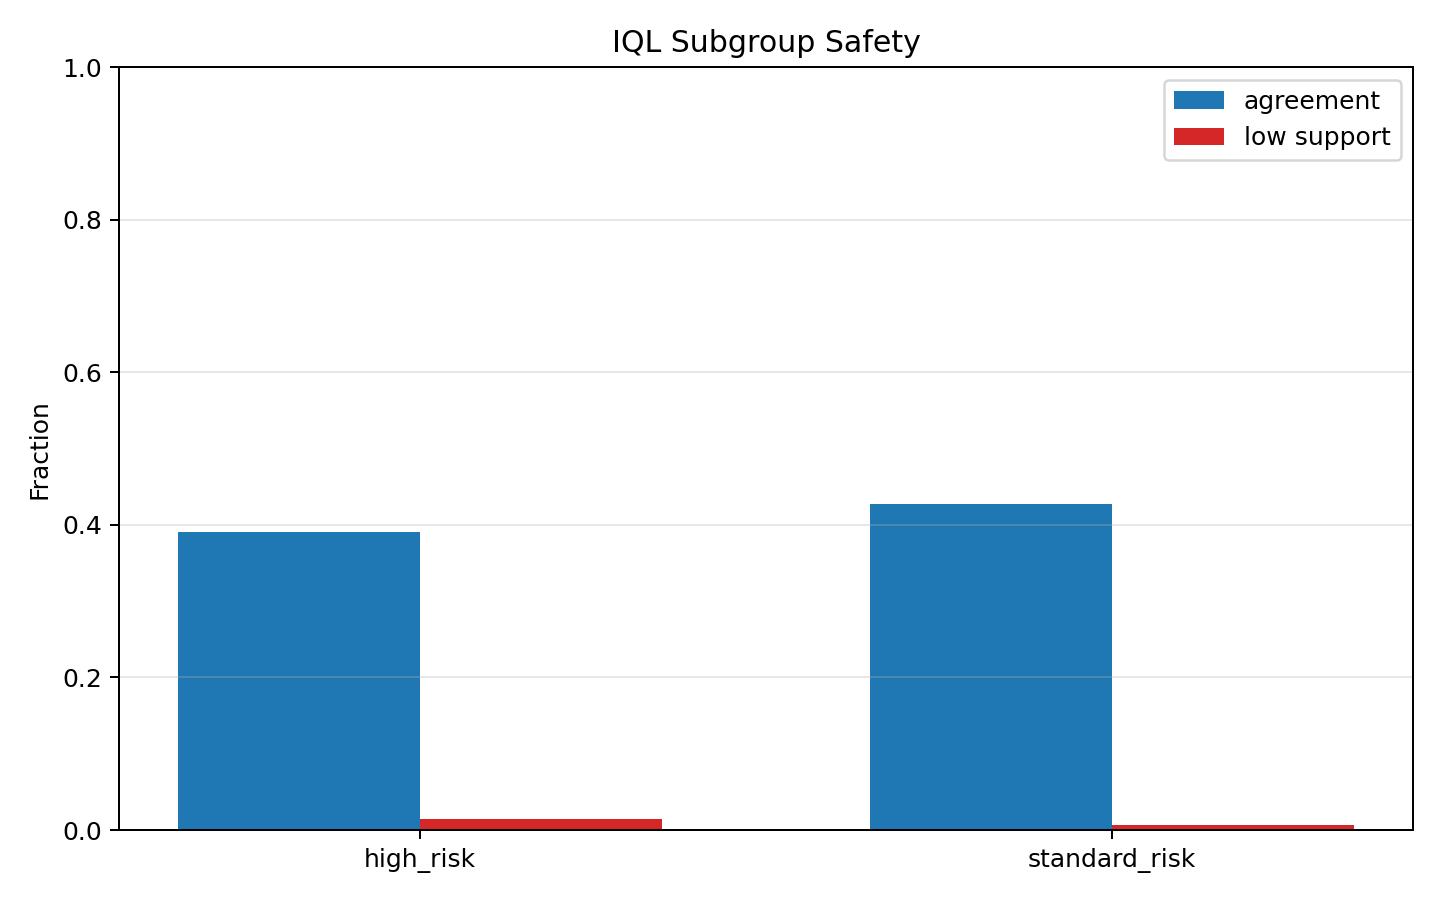 IQL Subgroup Safety
1.0
0.8
0.6
0.4
0.2
0.0
Fraction
agreement
low support
high_risk
standard_risk